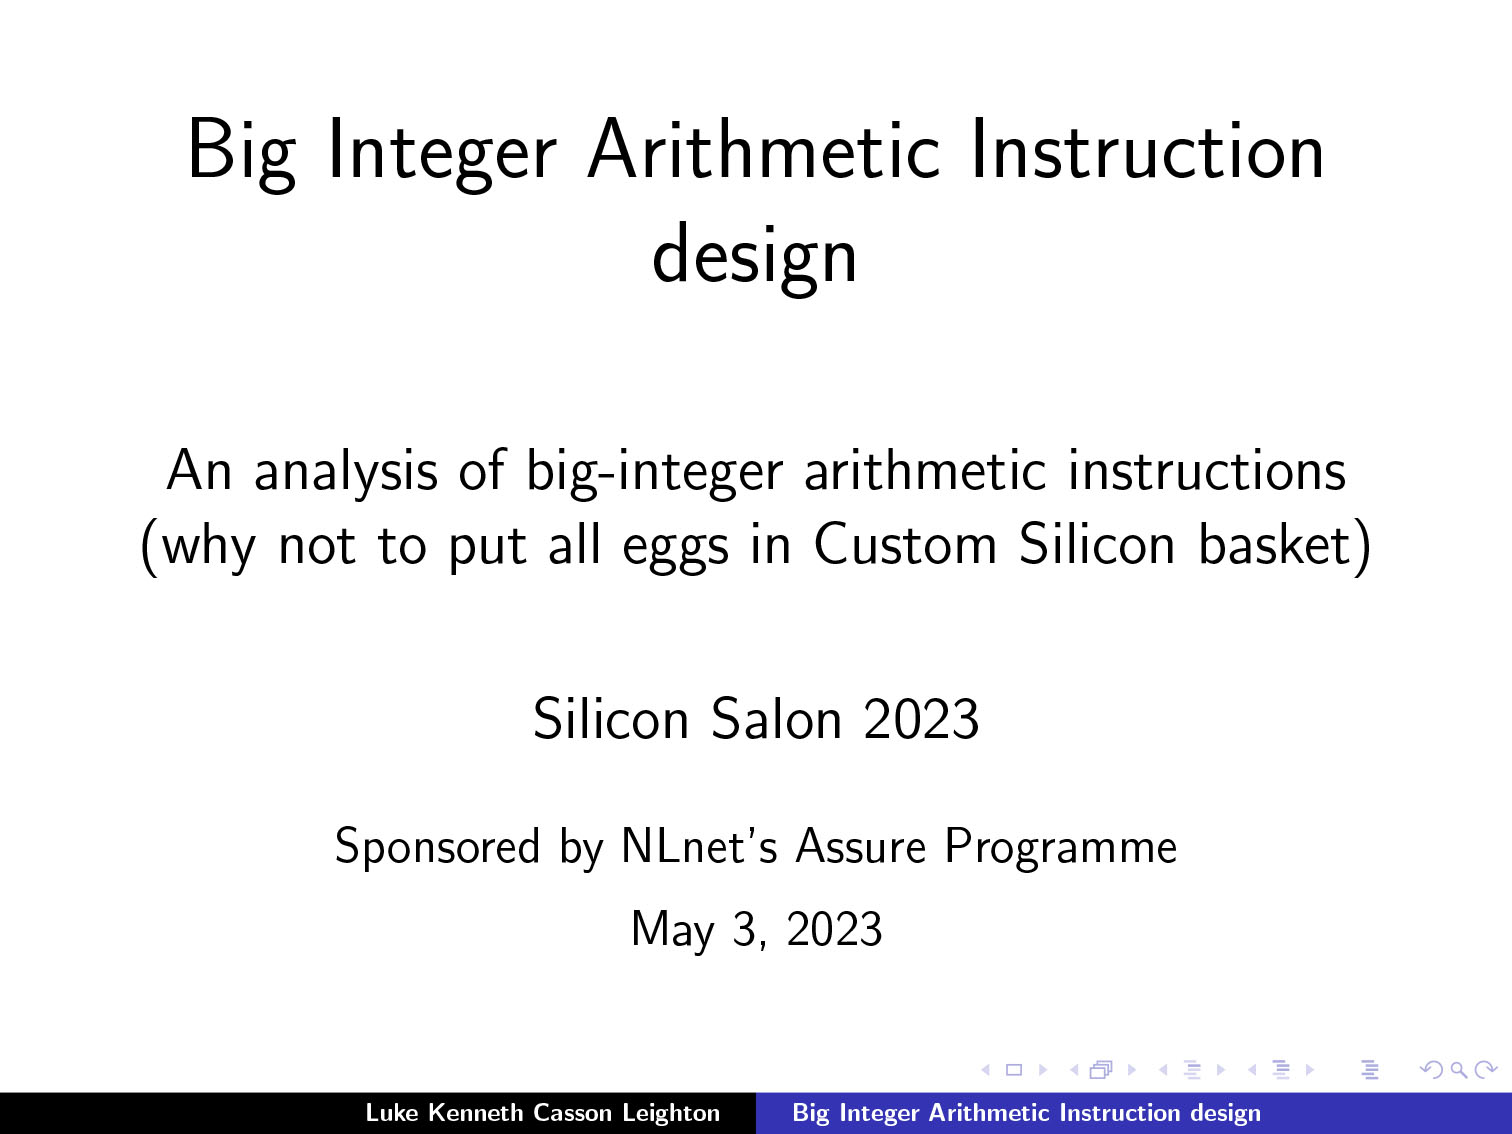 Big Integer Arithmetic Instruction
design
An analysis of big-integer arithmetic instructions
(why not to put all eggs in Custom Silicon basket)
Silicon Salon 2023
Sponsored by NLnet's Assure Programme
May 3, 2023
Luke Kenneth Casson Leighton
Big Integer Arithmetic Instruction design